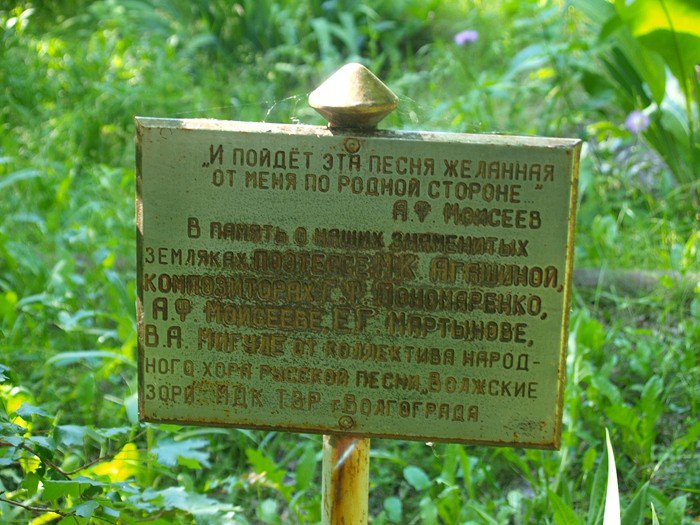 „И пойдёт эта песня желанная
от меня по родной стороне..."
А.Ф Моисеев
В память о наших знаменитых
земляках поэтессе М.К Агашиной,
композиторах Г.Ф Пономаренко,
А.Ф Моисееве Е.Г. Мартынове,
В.А. Мигуле от коллектива народ-
ного хора русской песни „Волжские
зори" ДК ТВР г Волгограда